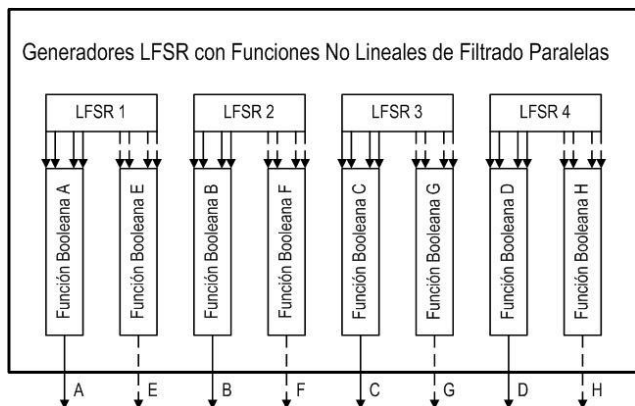 Generadores LFSR con Funciones No Lineales de Filtrado Paralelas
LFSR 1
LFSR 2
LFSR 3
LFSR 4
Función Booleana A
Función Booleana E
Función Booleana B
Función Booleana F
Función Booleana C
Función Booleana G
Función Booleana D
Función Booleana H
A
E
B
F
C
G
D
H